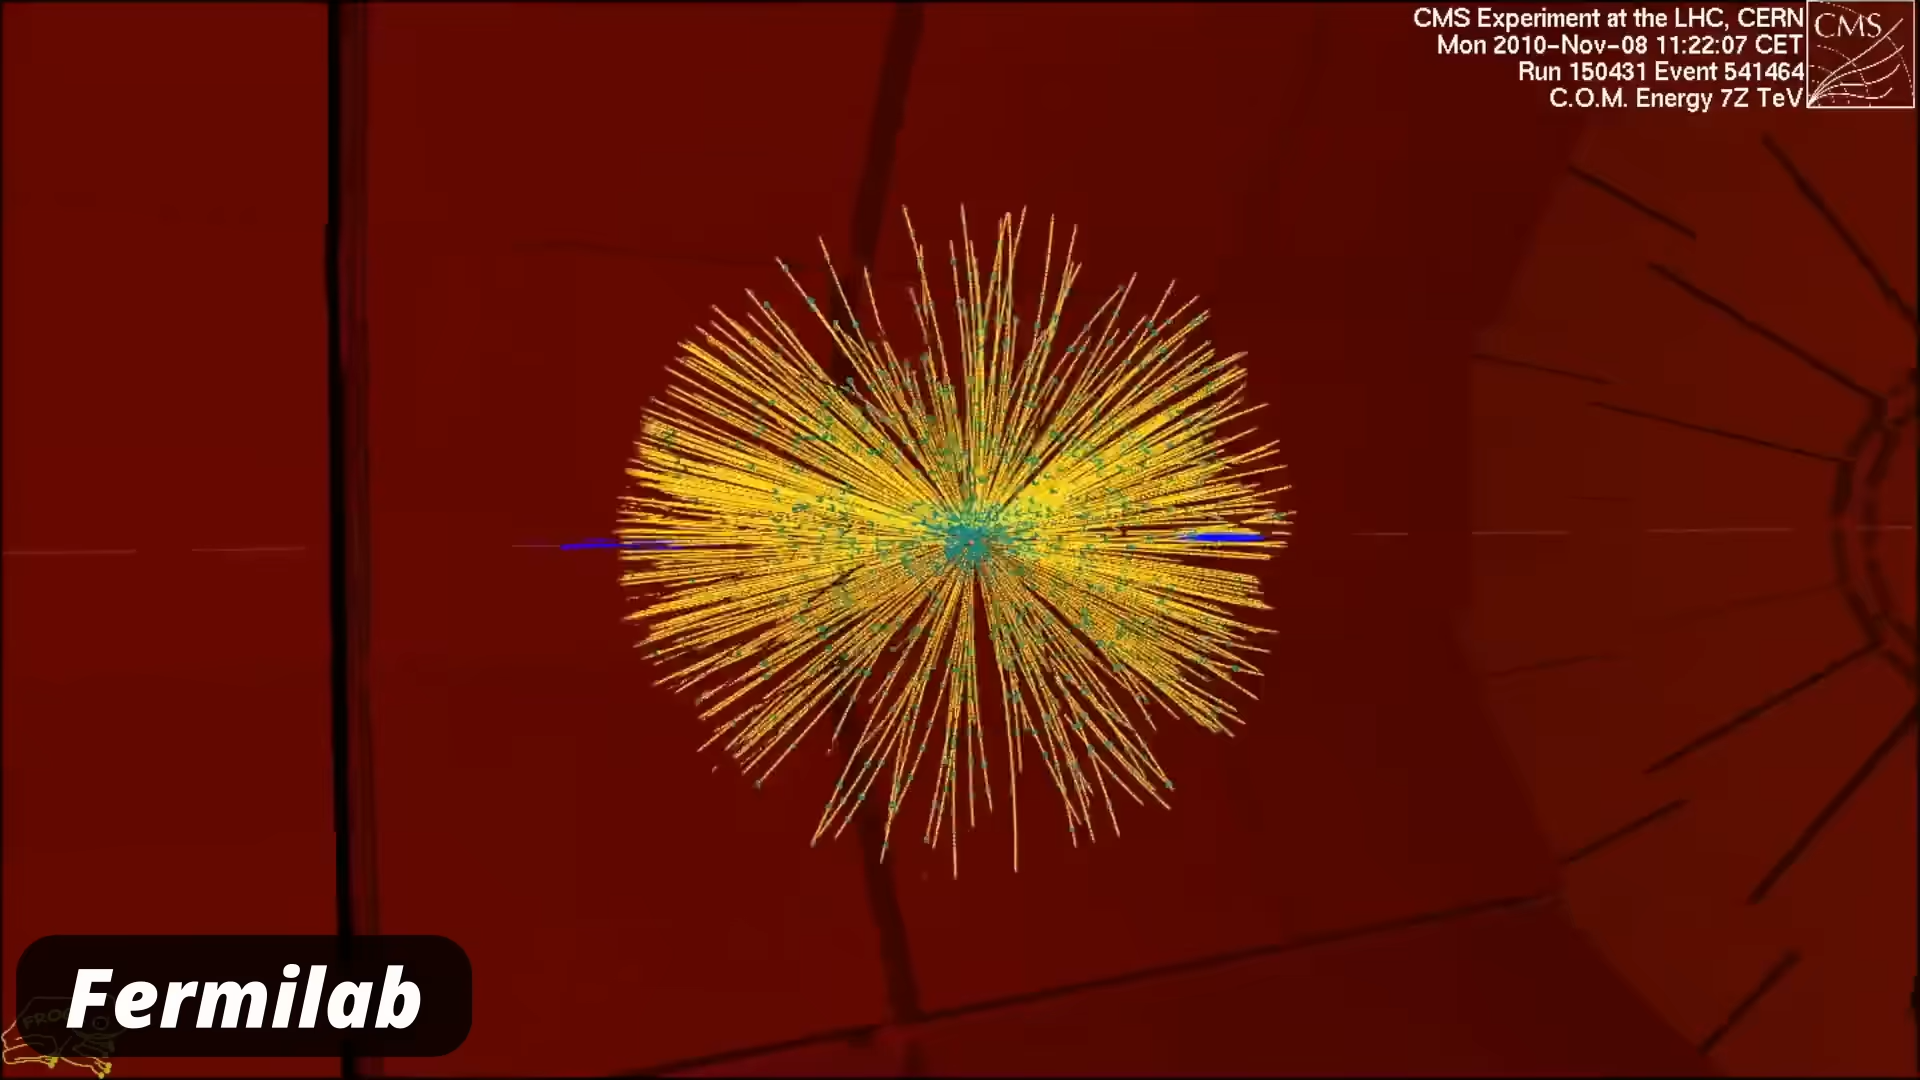 CMS Experiment at the LHC, CERN
Mon 2010-Nov-08 11:22:07 CET
Run 150431 Event 541464
C.O.M. Energy 7Z TeV
CMS
Fermilab
FROG